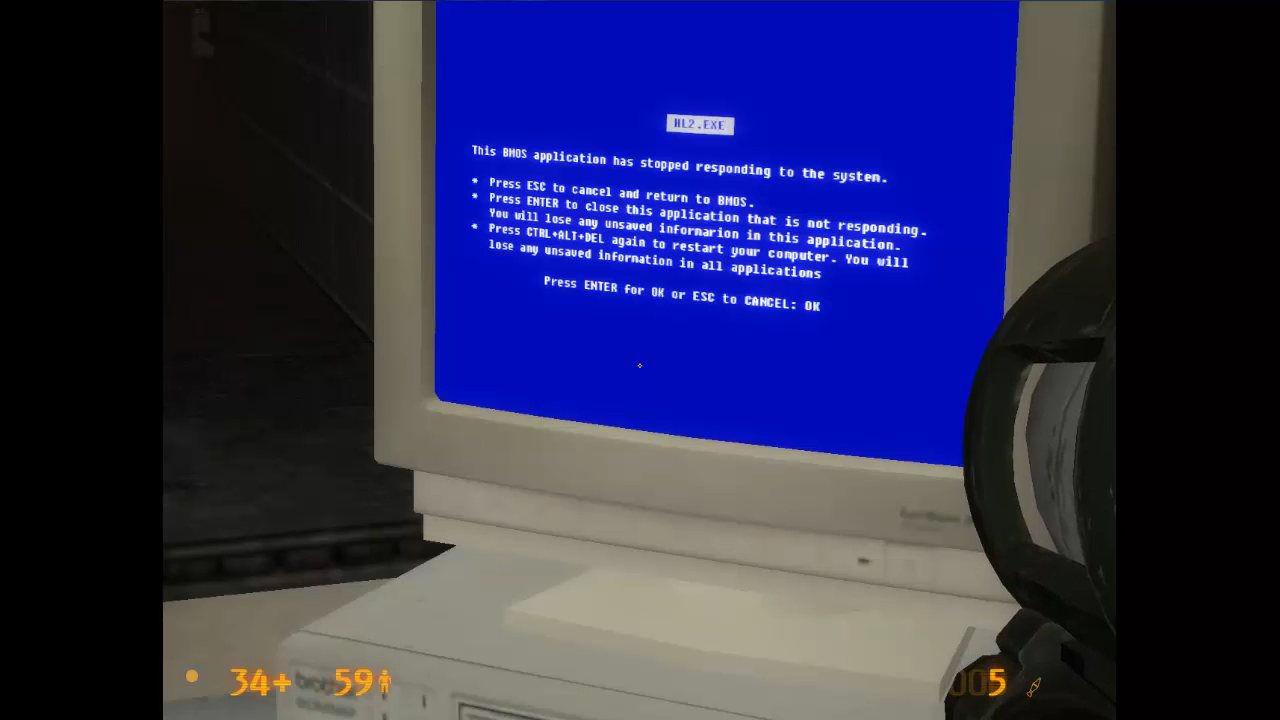 HL2.EXE
This BMOS application has stopped responding to the system.
* Press ESC to cancel and return to BMOS.
* Press ENTER to close this application that is not responding.
You will lose any unsaved informarion in this application.
* Press CTRL+ALT+DEL again to restart your computer. You will
lose any unsaved information in all applications
Press ENTER for OK or ESC to CANCEL: OK
34+ 59 005